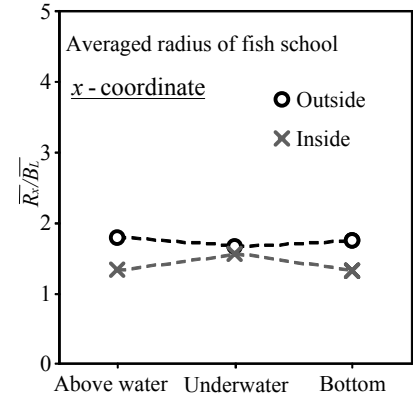 5
Averaged radius of fish school
x - coordinate
4
Outside
Inside
3
R̅x̅/B̅L̅
2
1
0
Above water Underwater Bottom